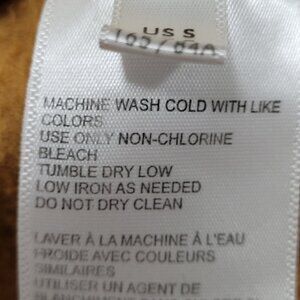 US S
MACHINE WASH COLD WITH LIKE
COLORS
USE ONLY NON-CHLORINE
BLEACH
TUMBLE DRY LOW
LOW IRON AS NEEDED
DO NOT DRY CLEAN
LAVER À LA MACHINE À L'EAU
FROIDE AVEC COULEURS
SIMILAIRES
UTILISER UN AGENT DE
BLANCHIMENT